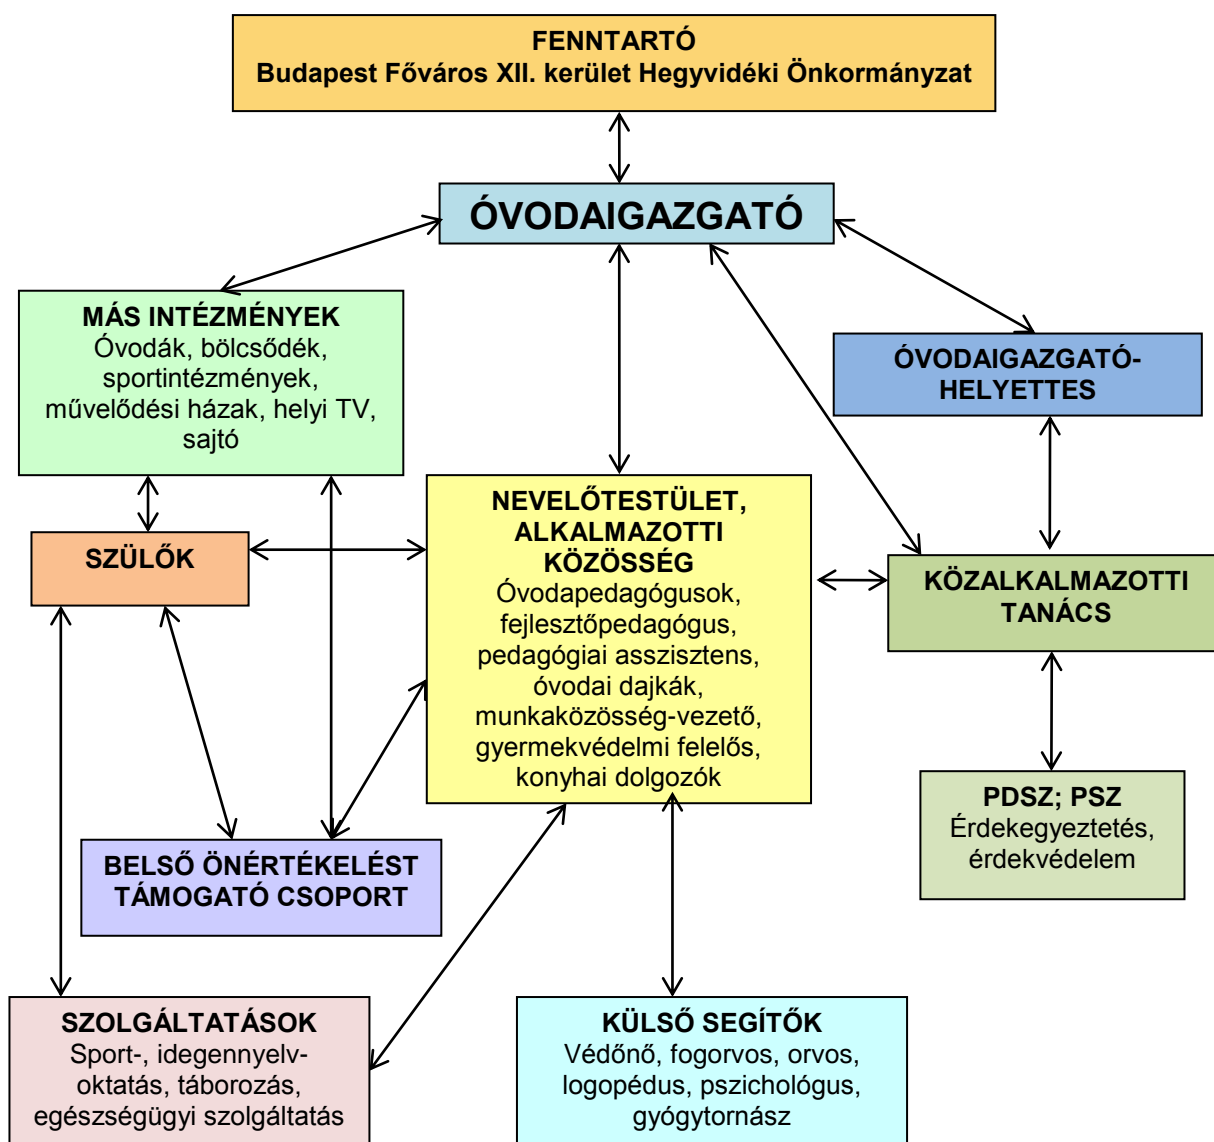 FENNTARTÓ
Budapest Főváros XII. kerület Hegyvidéki Önkormányzat
ÓVODAIGAZGATÓ
MÁS INTÉZMÉNYEK
Óvodák, bölcsődék,
sportintézmények,
művelődési házak, helyi TV,
sajtó
ÓVODAIGAZGATÓ-
HELYETTES
NEVELŐTESTÜLET,
ALKALMAZOTTI
KÖZÖSSÉG
Óvodapedagógusok,
fejlesztőpedagógus,
pedagógiai asszisztens,
óvodai dajkák,
munkaközösség-vezető,
gyermekvédelmi felelős,
konyhai dolgozók
SZÜLŐK
KÖZALKALMAZOTTI
TANÁCS
PDSZ; PSZ
Érdekegyeztetés,
érdekvédelem
BELSŐ ÖNÉRTÉKELÉST
TÁMOGATÓ CSOPORT
SZOLGÁLTATÁSOK
Sport-, idegennyelv-
oktatás, táborozás,
egészségügyi szolgáltatás
KÜLSŐ SEGÍTŐK
Védőnő, fogorvos, orvos,
logopédus, pszichológus,
gyógytornász